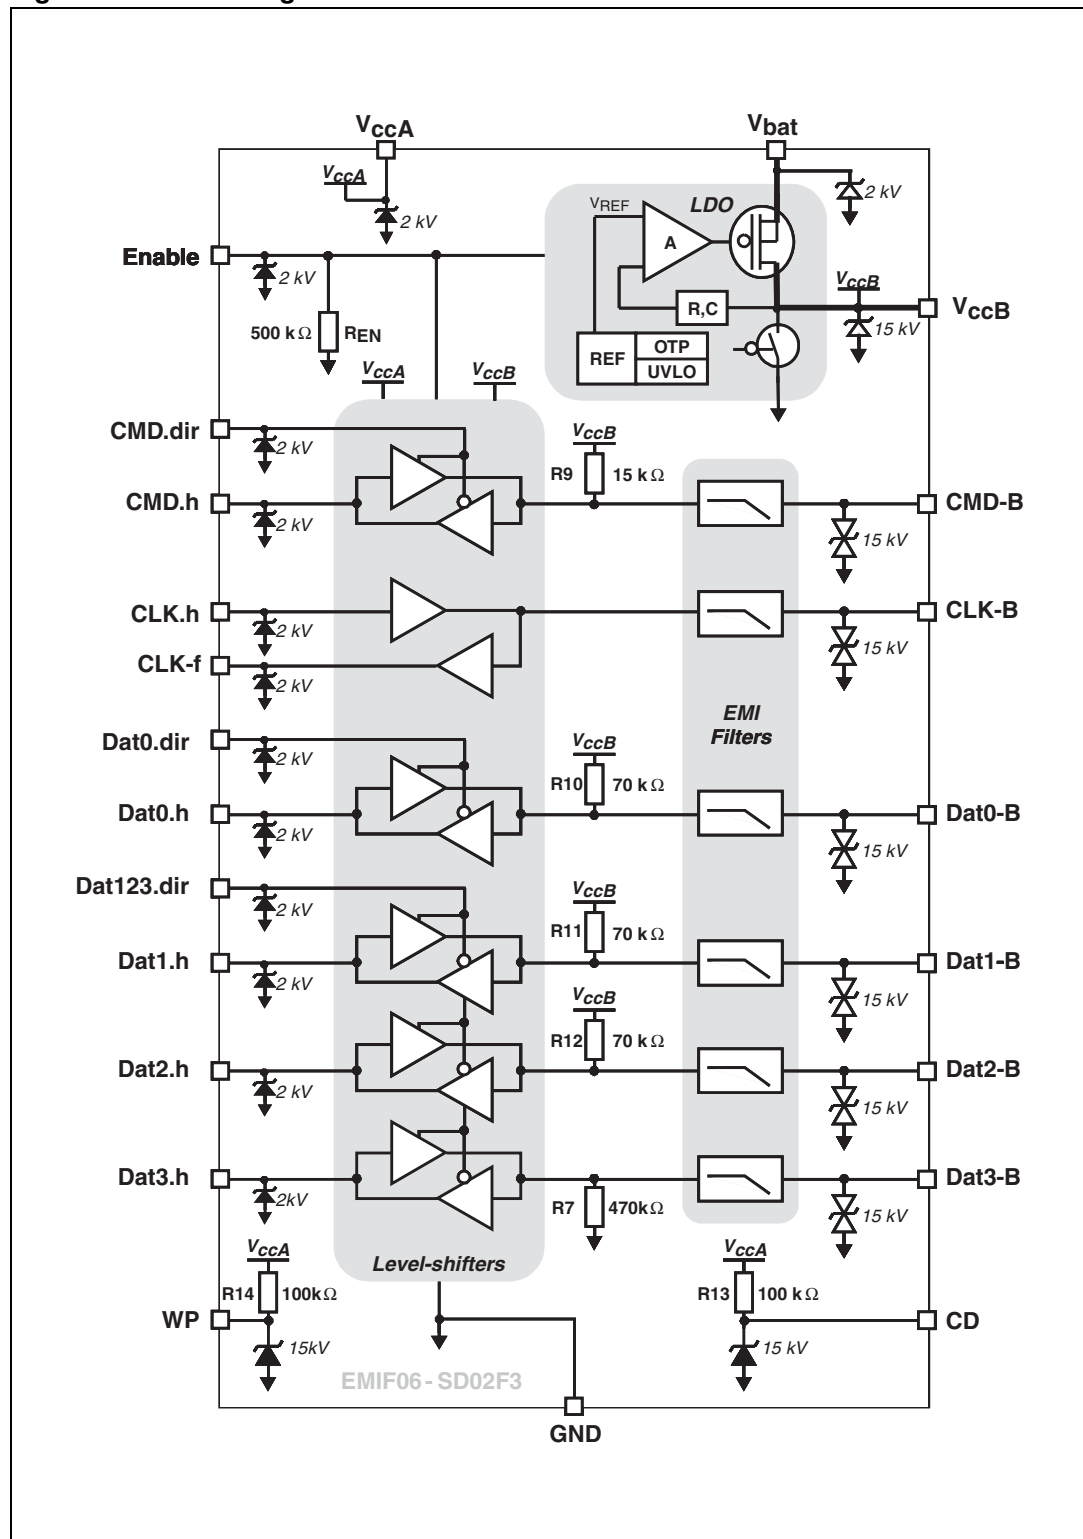 VccA
Vbat
VccA
2 kV
2 kV
VREF
LDO
A
Enable
2 kV
VccB
R,C
VccB
15 kV
500 kΩ
REN
REF
OTP
UVLO
VccA
VccB
CMD.dir
2 kV
VccB
R9
15 kΩ
CMD.h
2 kV
CMD-B
15 kV
CLK.h
2 kV
CLK-B
15 kV
CLK-f
2 kV
EMI
Filters
Dat0.dir
2 kV
VccB
R10
70 kΩ
Dat0.h
2 kV
Dat0-B
15 kV
Dat123.dir
2 kV
VccB
R11
70 kΩ
Dat1.h
2 kV
Dat1-B
15 kV
VccB
R12
70 kΩ
Dat2.h
2 kV
Dat2-B
15 kV
Dat3.h
2kV
R7
470kΩ
Dat3-B
15 kV
VccA
Level-shifters
VccA
R14
100kΩ
R13
100 kΩ
WP
15kV
CD
15 kV
EMIF06-SD02F3
GND